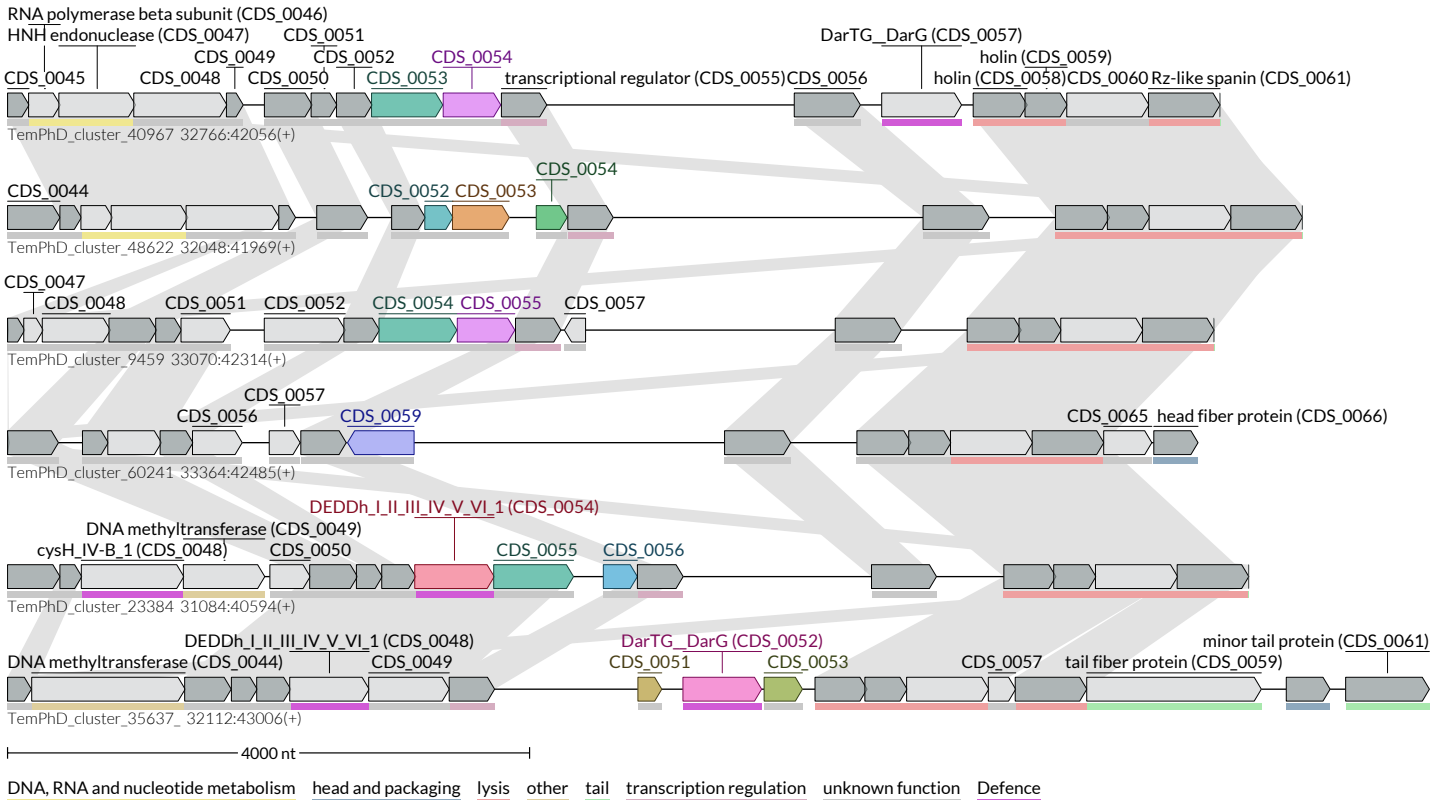 RNA polymerase beta subunit (CDS_0046)
HNH endonuclease (CDS_0047) CDS_0051 DarTG__DarG (CDS_0057)
CDS_0049 CDS_0052 CDS_0054 holin (CDS_0059)
CDS_0045 CDS_0048 CDS_0050 CDS_0053 transcriptional regulator (CDS_0055) CDS_0056 holin (CDS_0058) CDS_0060 Rz-like spanin (CDS_0061)
TemPhD_cluster_40967 32766:42056(+)
CDS_0054
CDS_0044 CDS_0052 CDS_0053
TemPhD_cluster_48622 32048:41969(+)
CDS_0047
CDS_0048 CDS_0051 CDS_0052 CDS_0054 CDS_0055 CDS_0057
TemPhD_cluster_9459 33070:42314(+)
CDS_0057
CDS_0056 CDS_0059 CDS_0065 head fiber protein (CDS_0066)
TemPhD_cluster_60241 33364:42485(+)
DEDDh_I_II_III_IV_V_VI_1 (CDS_0054)
DNA methyltransferase (CDS_0049)
cysH_IV-B_1 (CDS_0048) CDS_0050 CDS_0055 CDS_0056
TemPhD_cluster_23384 31084:40594(+)
DEDDh_I_II_III_IV_V_VI_1 (CDS_0048) DarTG__DarG (CDS_0052) minor tail protein (CDS_0061)
DNA methyltransferase (CDS_0044) CDS_0049 CDS_0051 CDS_0053 CDS_0057 tail fiber protein (CDS_0059)
TemPhD_cluster_35637_ 32112:43006(+)
4000 nt
DNA, RNA and nucleotide metabolism head and packaging lysis other tail transcription regulation unknown function Defence